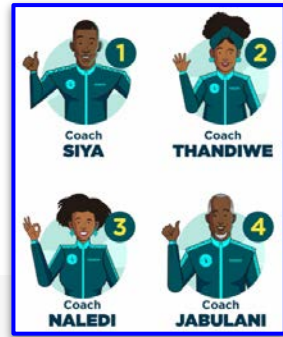 1
2
Coach
SIYA
Coach
THANDIWE
3
4
Coach
NALEDI
Coach
JABULANI